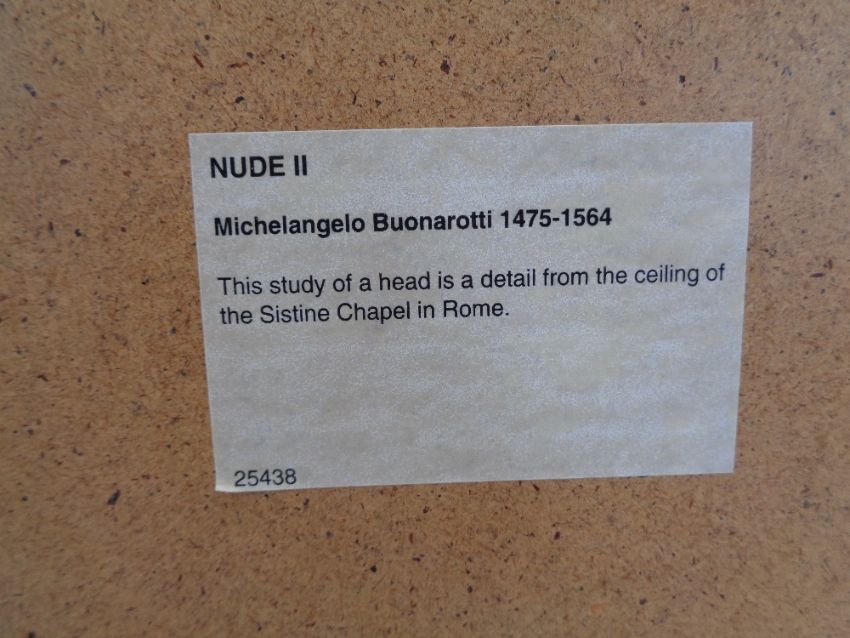 NUDE II
Michelangelo Buonarotti 1475-1564
This study of a head is a detail from the ceiling of
the Sistine Chapel in Rome.
25438